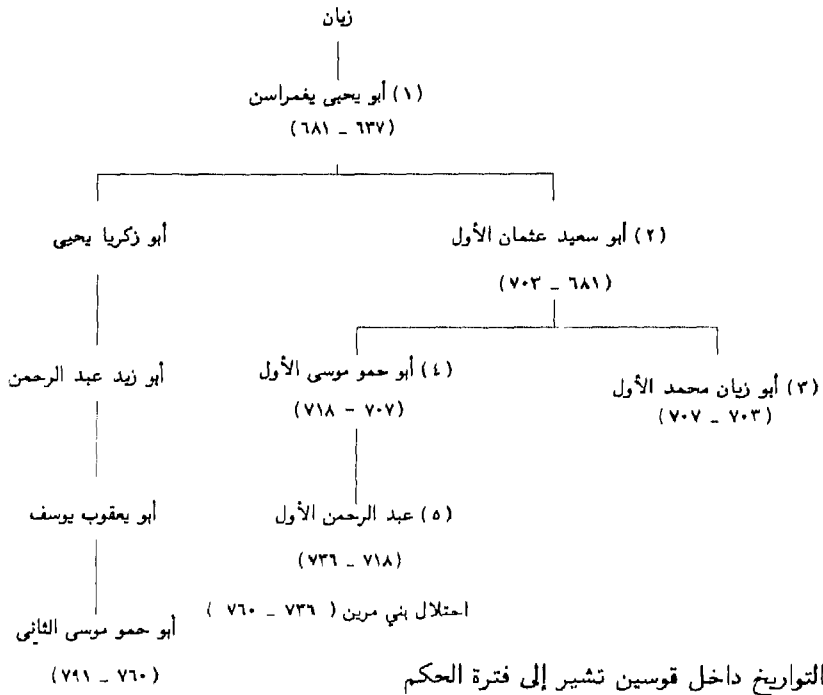 زيان
(١) أبو يحيى يغمراسن
(٦٣٧ – ٦٨١)
(٢) أبو سعيد عثمان الأول
أبو زكريا يحيى
(٦٨١ – ٧٠٣)
(٣) أبو زيان محمد الأول
(٤) أبو حمو موسى الأول
أبو زيد عبد الرحمن
(٧٠٣ – ٧٠٧)
(٧٠٧ – ٧١٨)
(٥) عبد الرحمن الأول
أبو يعقوب يوسف
(٧١٨ – ٧٣٦)
احتلال بني مرين (٧٣٦ – ٧٦٠)
أبو حمو موسى الثانى
(٧٦٠ – ٧٩١)
التواريخ داخل قوسين تشير إلى فترة الحكم